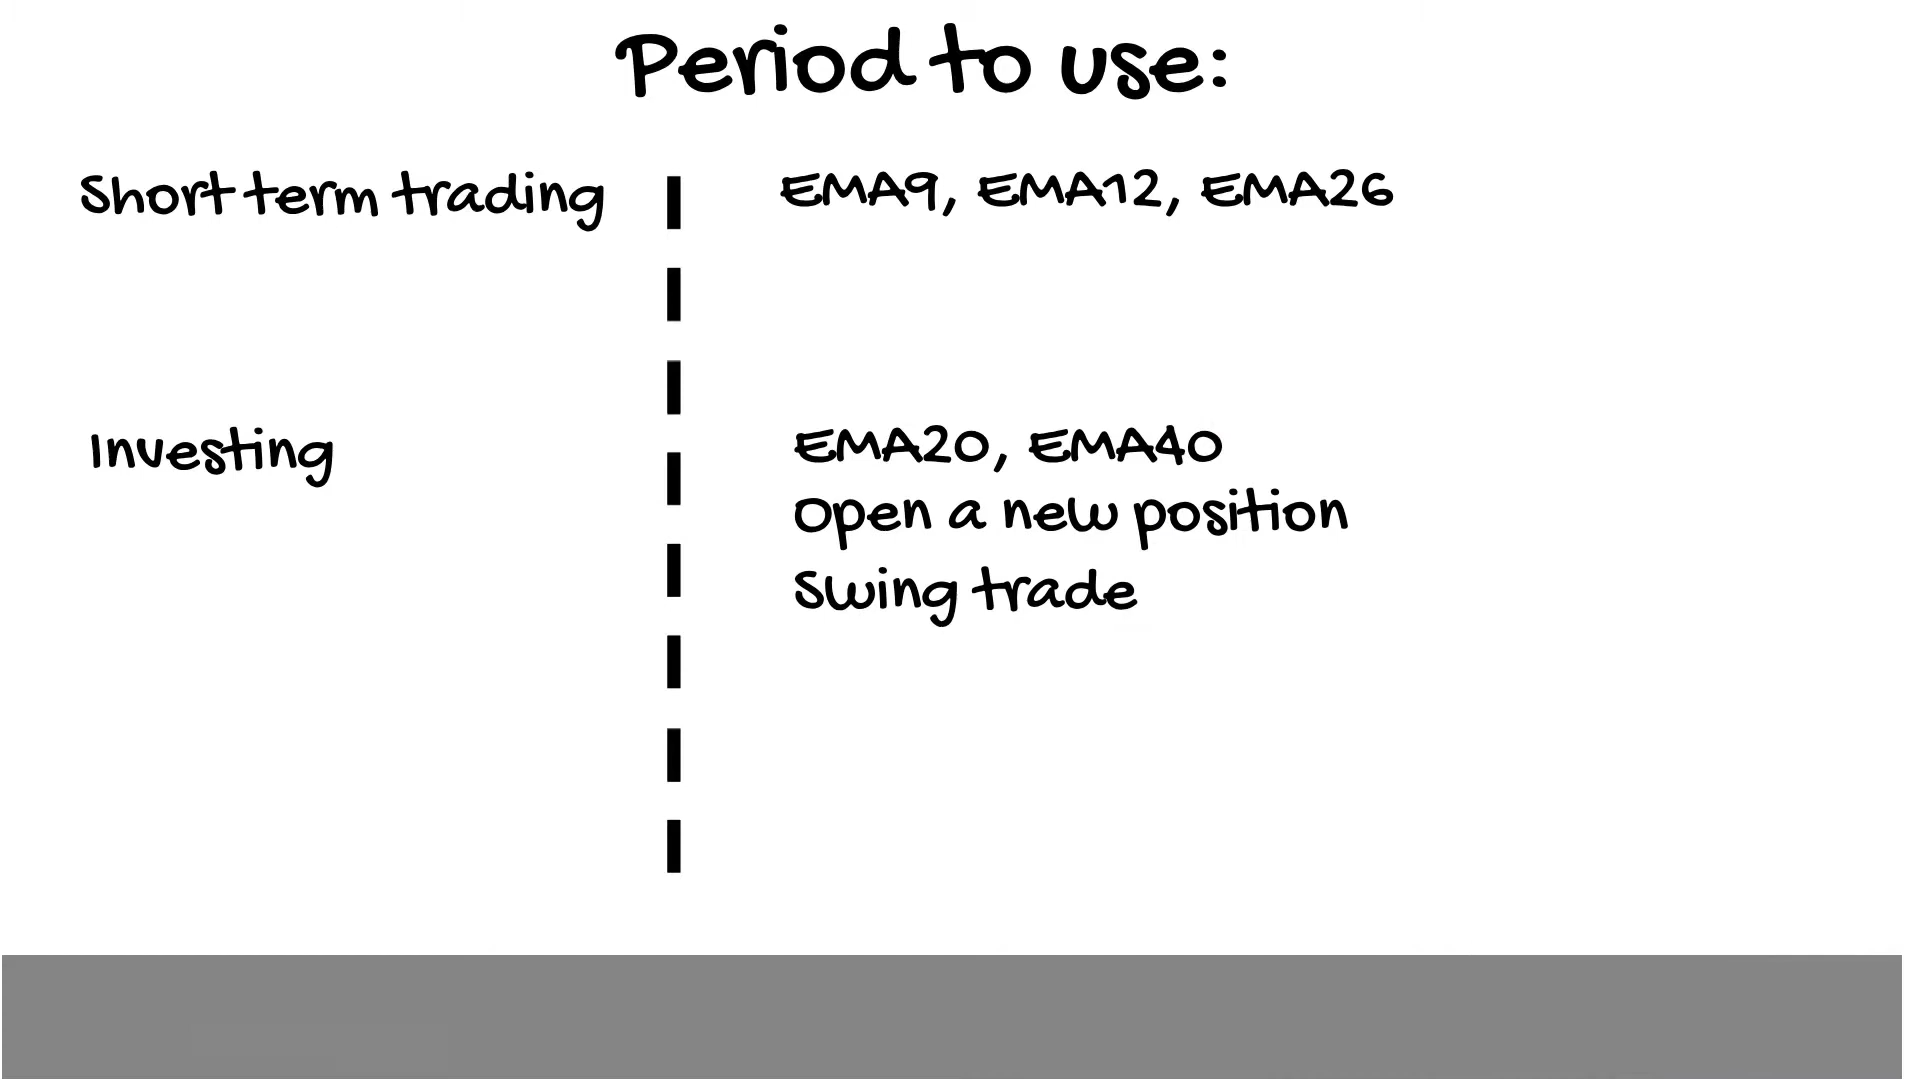 Period to use:
Short term trading
EMA9, EMA12, EMA26
Investing
EMA20, EMA40
Open a new position
Swing trade